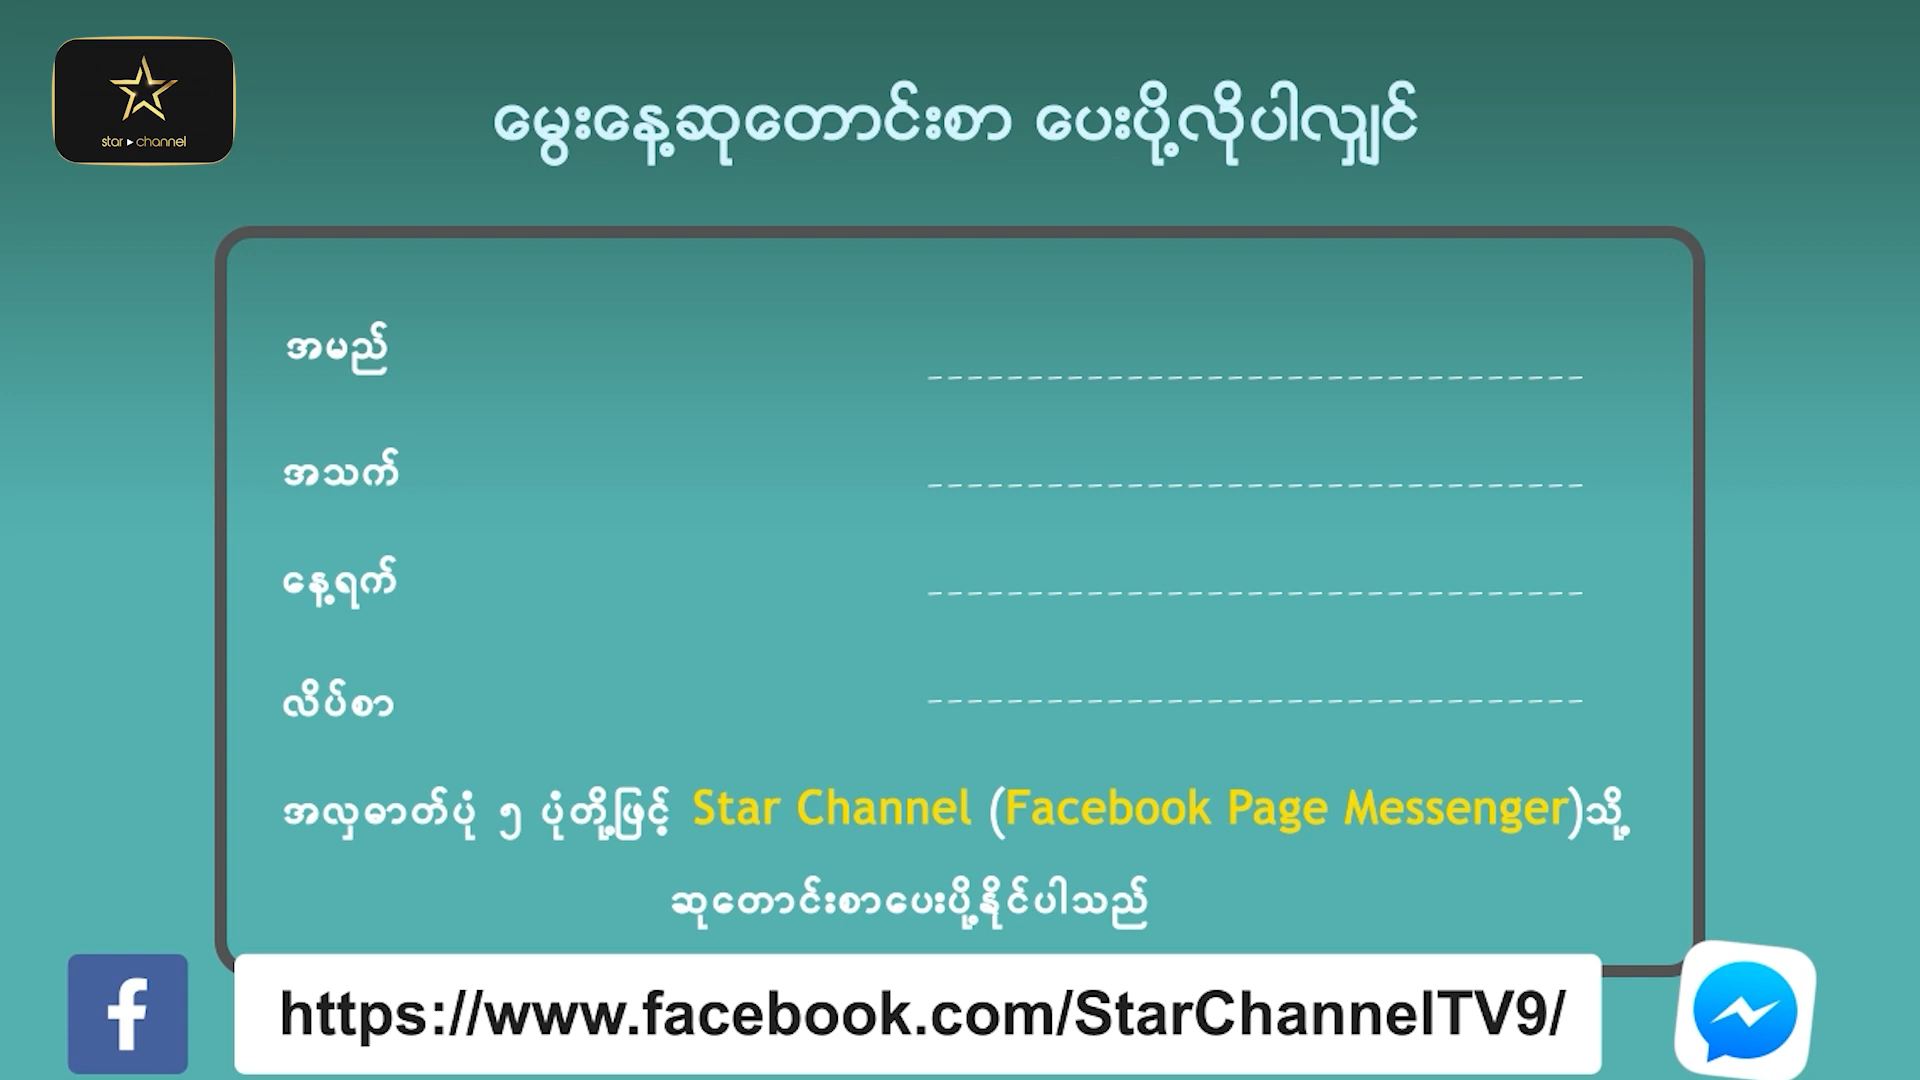 star channel
မွေးနေ့ဆုတောင်းစာ ပေးပို့လိုပါလျှင်
အမည်
အသက်
နေ့ရက်
လိပ်စာ
အလှဓာတ်ပုံ ၅ ပုံတို့ဖြင့် Star Channel (Facebook Page Messenger)သို့
ဆုတောင်းစာပေးပို့နိုင်ပါသည်
https://www.facebook.com/StarChannelTV9/